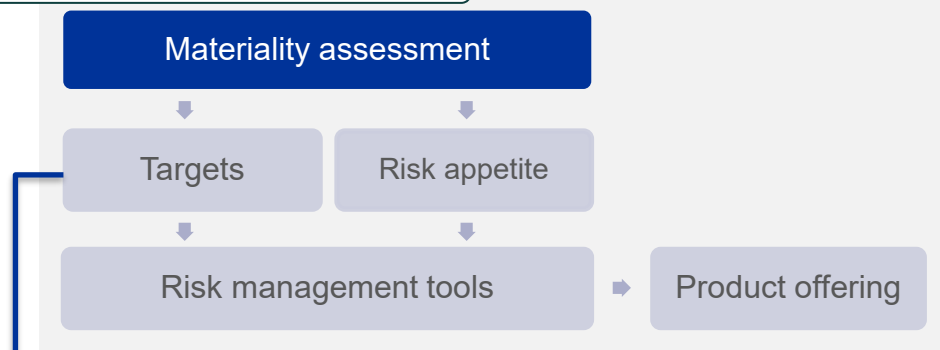 Materiality assessment
Targets
Risk appetite
Risk management tools
Product offering